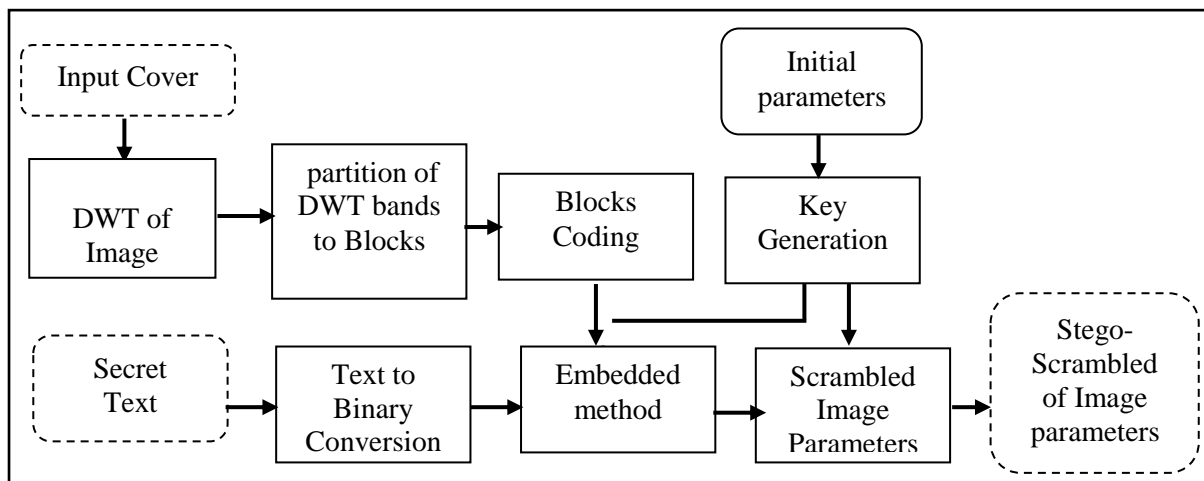 Input Cover
Initial
parameters
DWT of
Image
partition of
DWT bands
to Blocks
Blocks
Coding
Key
Generation
Secret
Text
Text to
Binary
Conversion
Embedded
method
Scrambled
Image
Parameters
Stego-
Scrambled
of Image
parameters